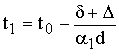 t₁ = t₀ − (δ + Δ) / (α₁d)